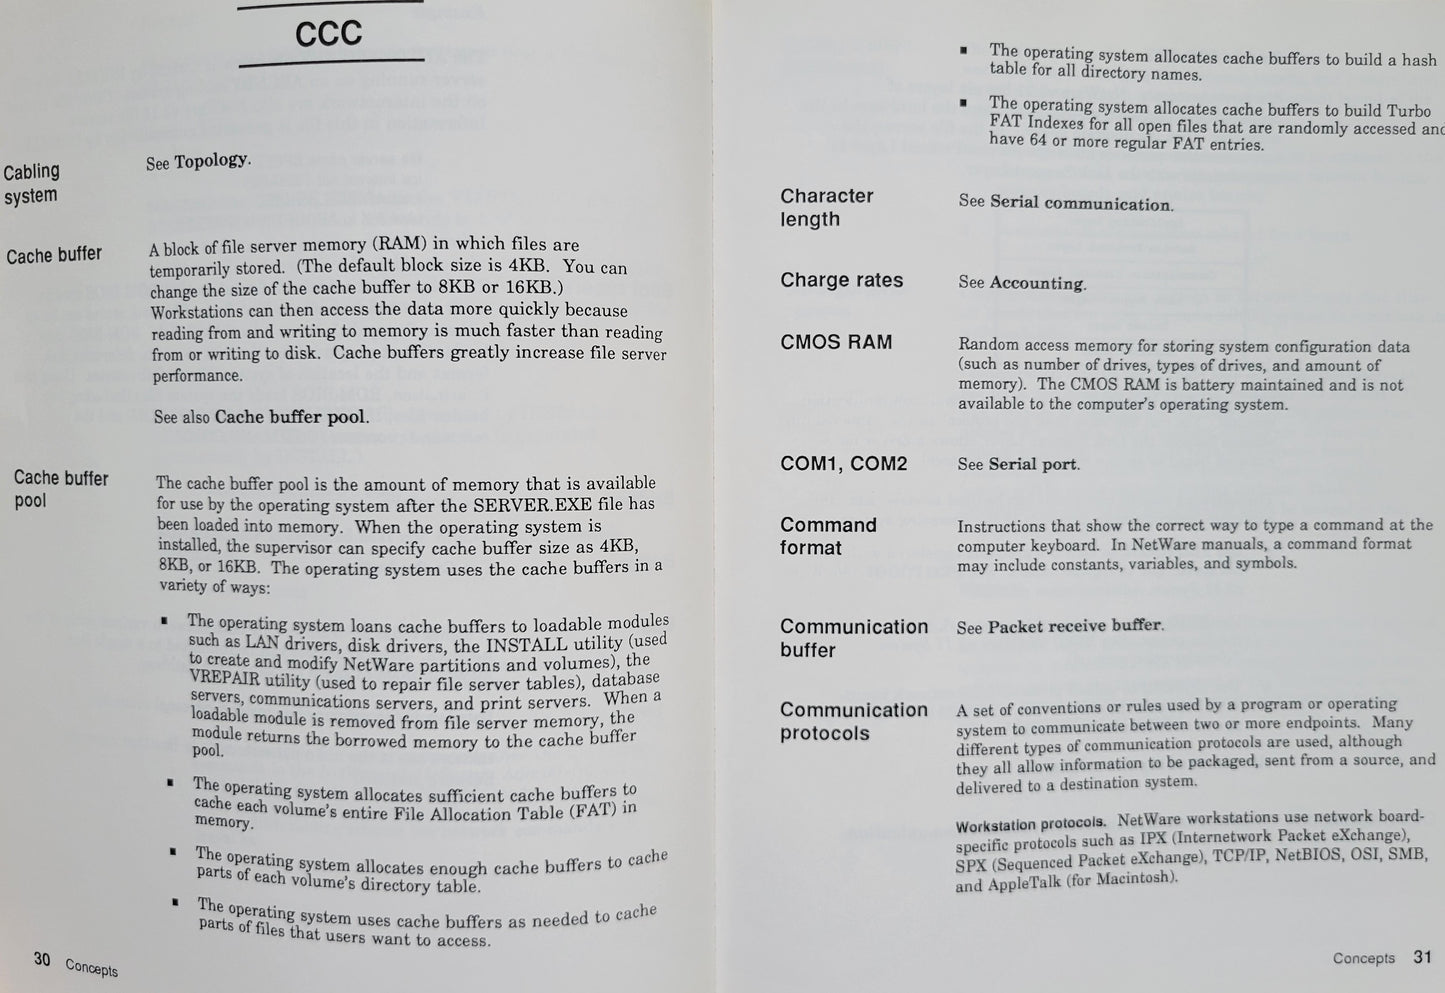 CCC
Cabling
system
See Topology.
Cache buffer
A block of file server memory (RAM) in which files are
temporarily stored. (The default block size is 4KB. You can
change the size of the cache buffer to 8KB or 16KB.)
Workstations can then access the data more quickly because
reading from and writing to memory is much faster than reading
from or writing to disk. Cache buffers greatly increase file server
performance.
See also Cache buffer pool.
Cache buffer
pool
The cache buffer pool is the amount of memory that is available
for use by the operating system after the SERVER.EXE file has
been loaded into memory. When the operating system is
installed, the supervisor can specify cache buffer size as 4KB,
8KB, or 16KB. The operating system uses the cache buffers in a
variety of ways:
▪ The operating system loans cache buffers to loadable modules
such as LAN drivers, disk drivers, the INSTALL utility (used
to create and modify NetWare partitions and volumes), the
VREPAIR utility (used to repair file server tables), database
servers, communications servers, and print servers. When a
loadable module is removed from file server memory, the
module returns the borrowed memory to the cache buffer
pool.
▪ The operating system allocates sufficient cache buffers to
cache each volume's entire File Allocation Table (FAT) in
memory.
▪ The operating system allocates enough cache buffers to cache
parts of each volume's directory table.
▪ The operating system uses cache buffers as needed to cache
parts of files that users want to access.
30 Concepts
▪ The operating system allocates cache buffers to build a hash
table for all directory names.
▪ The operating system allocates cache buffers to build Turbo
FAT Indexes for all open files that are randomly accessed and
have 64 or more regular FAT entries.
Character
length
See Serial communication.
Charge rates
See Accounting.
CMOS RAM
Random access memory for storing system configuration data
(such as number of drives, types of drives, and amount of
memory). The CMOS RAM is battery maintained and is not
available to the computer's operating system.
COM1, COM2
See Serial port.
Command
format
Instructions that show the correct way to type a command at the
computer keyboard. In NetWare manuals, a command format
may include constants, variables, and symbols.
Communication
buffer
See Packet receive buffer.
Communication
protocols
A set of conventions or rules used by a program or operating
system to communicate between two or more endpoints. Many
different types of communication protocols are used, although
they all allow information to be packaged, sent from a source, and
delivered to a destination system.
Workstation protocols. NetWare workstations use network board-
specific protocols such as IPX (Internetwork Packet eXchange),
SPX (Sequenced Packet eXchange), TCP/IP, NetBIOS, OSI, SMB,
and AppleTalk (for Macintosh).
Concepts 31